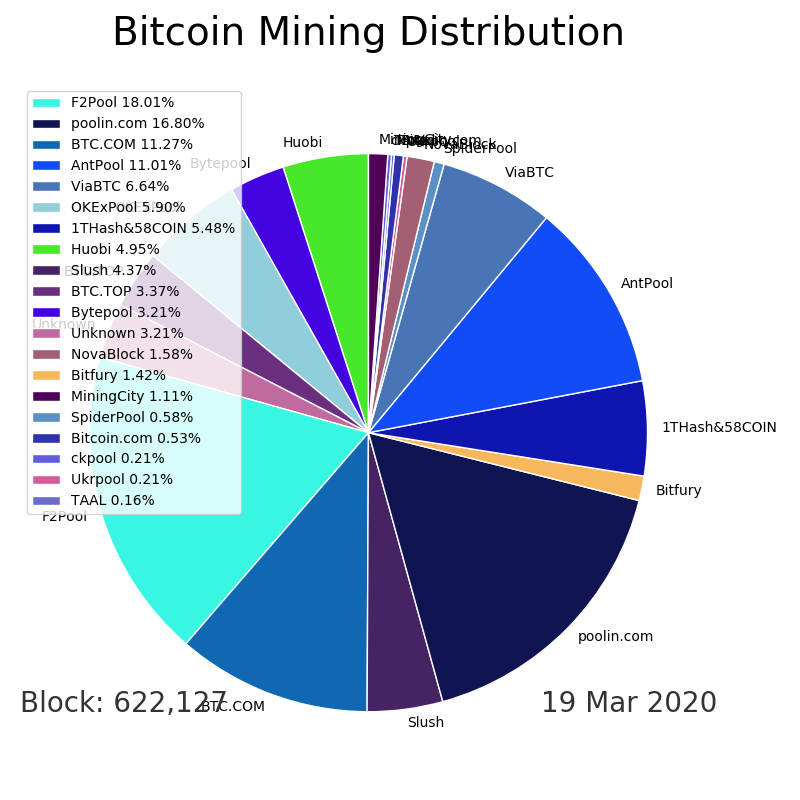 Bitcoin Mining Distribution
F2Pool 18.01%
poolin.com 16.80%
BTC.COM 11.27%
AntPool 11.01%
ViaBTC 6.64%
OKExPool 5.90%
1THash&58COIN 5.48%
Huobi 4.95%
Slush 4.37%
BTC.TOP 3.37%
Bytepool 3.21%
Unknown 3.21%
NovaBlock 1.58%
Bitfury 1.42%
MiningCity 1.11%
SpiderPool 0.58%
Bitcoin.com 0.53%
ckpool 0.21%
Ukrpool 0.21%
TAAL 0.16%
Huobi
Bytepool
Unknown
F2Pool
BTC.COM
Slush
poolin.com
Bitfury
1THash&58COIN
AntPool
ViaBTC
SpiderPool
NovaBlock
MiningCity
Block: 622,127
19 Mar 2020